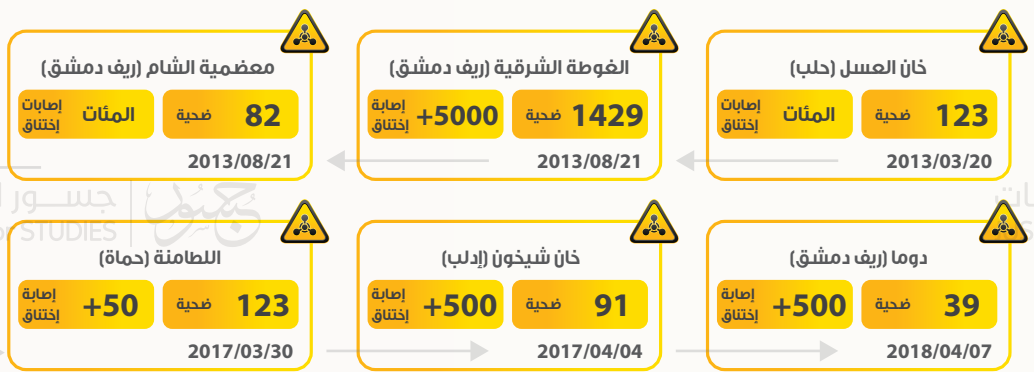 خان العسل (حلب)
123 ضحية المئات إصابات إختناق
2013/03/20
الغوطة الشرقية (ريف دمشق)
1429 ضحية +5000 إصابة إختناق
2013/08/21
معضمية الشام (ريف دمشق)
82 ضحية المئات إصابات إختناق
2013/08/21
اللطامنة (حماة)
123 ضحية +50 إصابة إختناق
2017/03/30
خان شيخون (إدلب)
91 ضحية +500 إصابة إختناق
2017/04/04
دوما (ريف دمشق)
39 ضحية +500 إصابة إختناق
2018/04/07
جسور
STUDIES